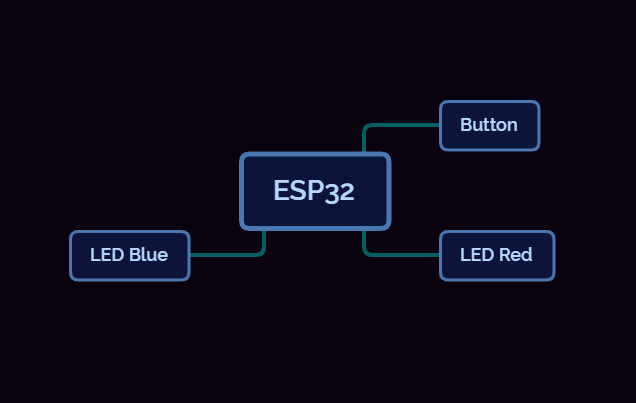 Button
ESP32
LED Blue
LED Red